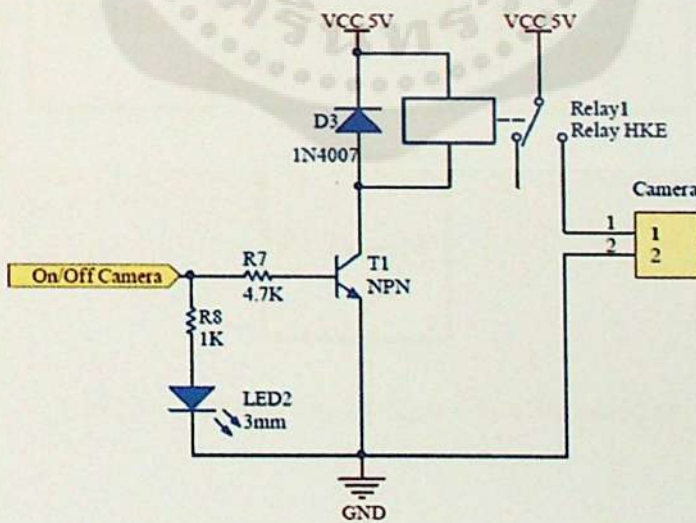 VCC 5V
VCC 5V
D3
1N4007
Relay1
Relay HKE
Camera
1
1
2
2
On/Off Camera
R7
4.7K
T1
NPN
R8
1K
LED2
3mm
GND